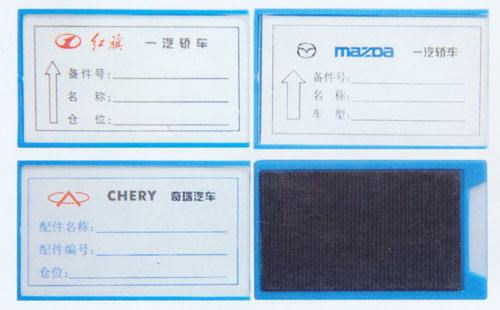 红旗 一汽轿车
备件号:
名 称:
仓 位:
mazda 一汽轿车
备件号:
名 称:
车 型:
CHERY 奇瑞汽车
配件名称:
配件编号:
仓位: